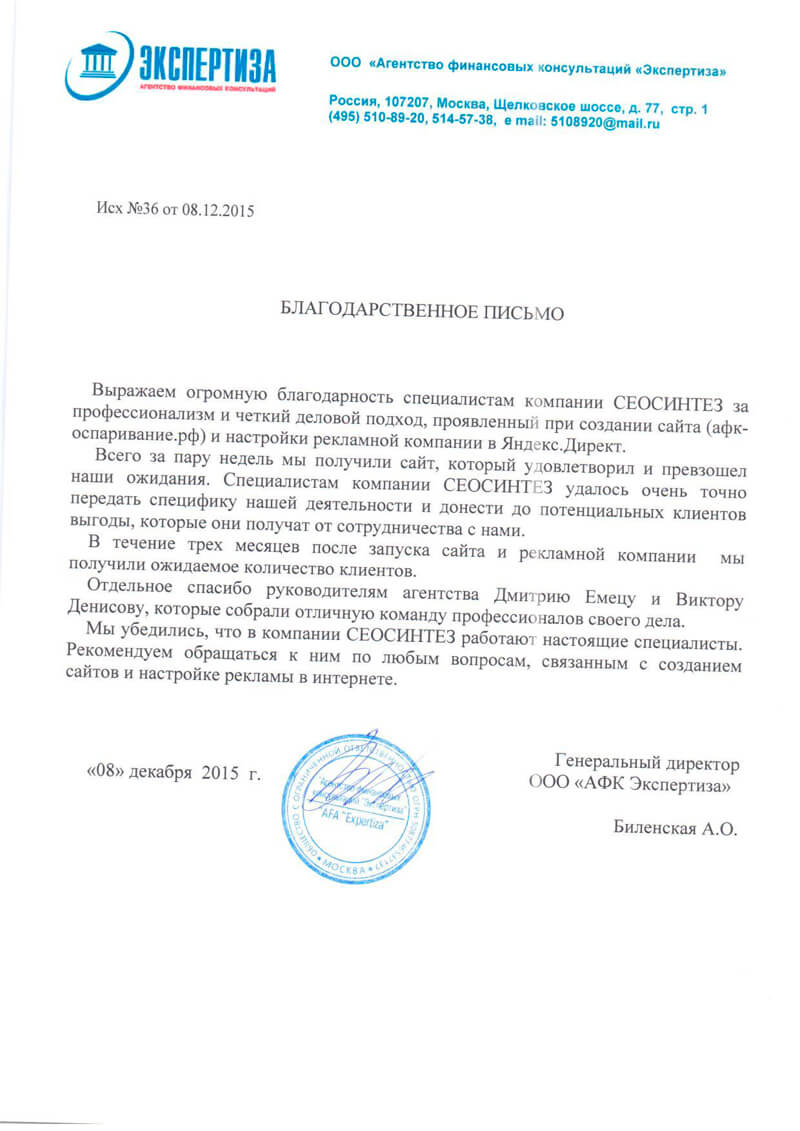 ЭКСПЕРТИЗА
АГЕНТСТВО ФИНАНСОВЫХ КОНСУЛЬТАЦИЙ
ООО «Агентство финансовых консультаций «Экспертиза»
Россия, 107207, Москва, Щелковское шоссе, д. 77, стр. 1
(495) 510-89-20, 514-57-38, e mail: 5108920@mail.ru
Исх №36 от 08.12.2015
БЛАГОДАРСТВЕННОЕ ПИСЬМО
Выражаем огромную благодарность специалистам компании СЕОСИНТЕЗ за
профессионализм и четкий деловой подход, проявленный при создании сайта (афк-
оспаривание.рф) и настройки рекламной компании в Яндекс.Директ.
Всего за пару недель мы получили сайт, который удовлетворил и превзошел
наши ожидания. Специалистам компании СЕОСИНТЕЗ удалось очень точно
передать специфику нашей деятельности и донести до потенциальных клиентов
выгоды, которые они получат от сотрудничества с нами.
В течение трех месяцев после запуска сайта и рекламной компании мы
получили ожидаемое количество клиентов.
Отдельное спасибо руководителям агентства Дмитрию Емецу и Виктору
Денисову, которые собрали отличную команду профессионалов своего дела.
Мы убедились, что в компании СЕОСИНТЕЗ работают настоящие специалисты.
Рекомендуем обращаться к ним по любым вопросам, связанным с созданием
сайтов и настройке рекламы в интернете.
«08» декабря 2015 г.
Генеральный директор
ООО «АФК Экспертиза»
Биленская А.О.
ОБЩЕСТВО С ОГРАНИЧЕННОЙ ОТВЕТСТВЕННОСТЬЮ ОГРН
Агентство финансовых
консультаций "Экспертиза"
AFA "Expertiza"
МОСКВА